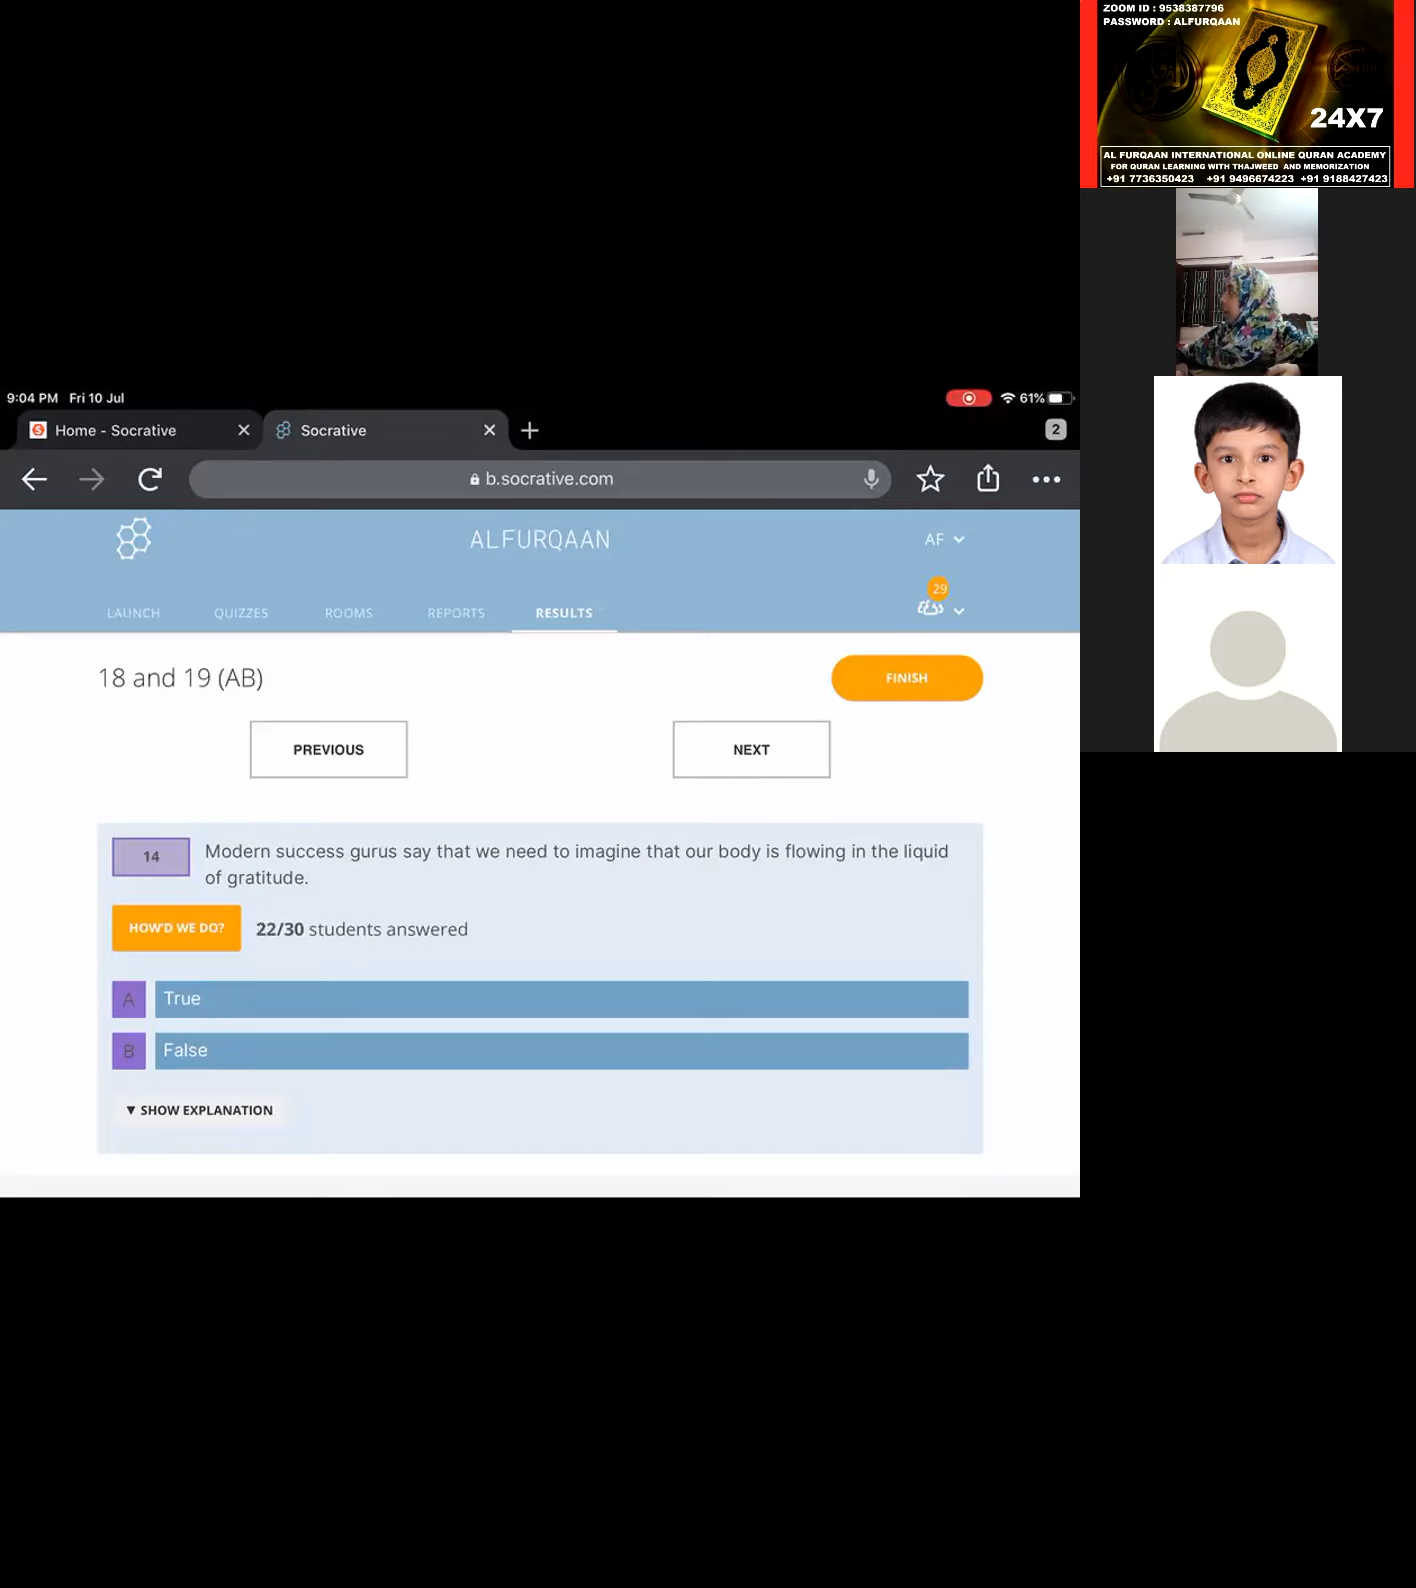 ZOOM ID : 9538387796
PASSWORD : ALFURQAAN
24X7
AL FURQAAN INTERNATIONAL ONLINE QURAN ACADEMY
FOR QURAN LEARNING WITH THAJWEED AND MEMORIZATION
+91 7736350423 +91 9496674223 +91 9188427423
9:04 PM Fri 10 Jul
61%
Home - Socrative
Socrative
2
b.socrative.com
ALFURQAAN
AF
29
LAUNCH QUIZZES ROOMS REPORTS RESULTS
18 and 19 (AB)
FINISH
PREVIOUS
NEXT
14
Modern success gurus say that we need to imagine that our body is flowing in the liquid
of gratitude.
HOW'D WE DO?
22/30 students answered
A True
B False
▼ SHOW EXPLANATION